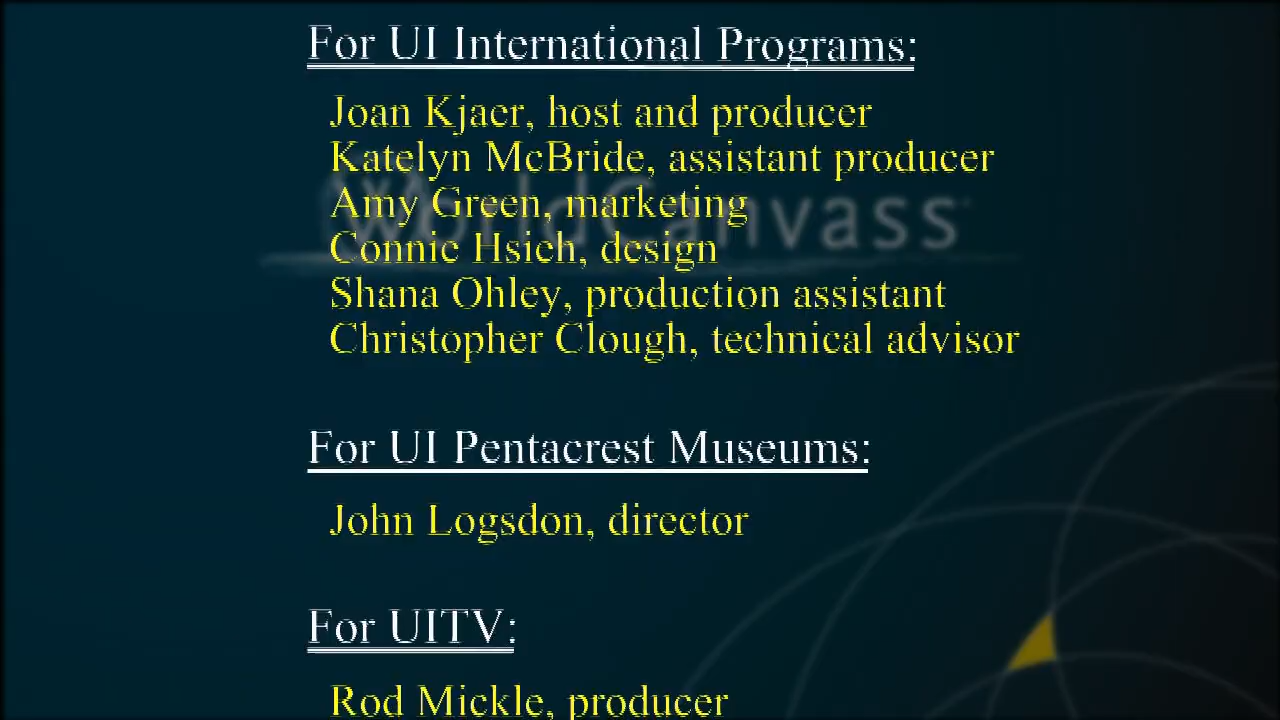 For UI International Programs:
Joan Kjaer, host and producer
Katelyn McBride, assistant producer
WorldCanvass
Amy Green, marketing
Connie Hsieh, design
Shana Ohley, production assistant
Christopher Clough, technical advisor
For UI Pentacrest Museums:
John Logsdon, director
For UITV:
Rod Mickle, producer